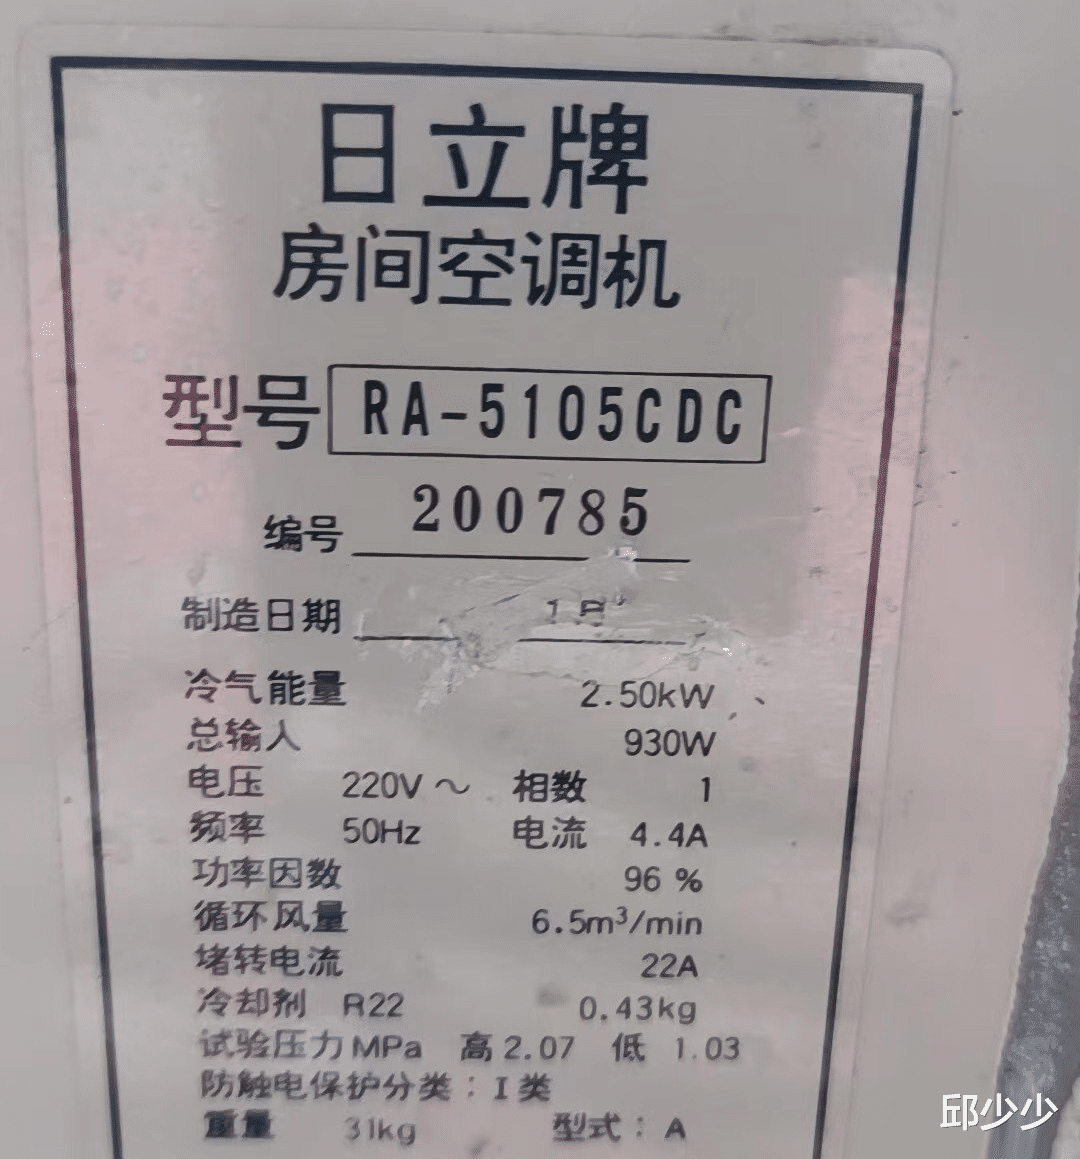 日立牌
房间空调机
型号 RA-5105CDC
编号 200785
制造日期
冷气能量 2.50kW
总输入 930W
电压 220V～ 相数 1
频率 50Hz 电流 4.4A
功率因数 96 %
循环风量 6.5m³/min
堵转电流 22A
冷却剂 R22 0.43kg
试验压力MPa 高2.07 低 1.03
防触电保护分类：I类
重量 31kg 型式：A
邱少少